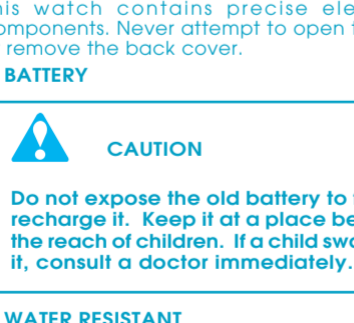 his watch contains precise ele
omponents. Never attempt to open
remove the back cover.
BATTERY
CAUTION
Do not expose the old battery to
recharge it. Keep it at a place be
the reach of children. If a child swa
it, consult a doctor immediately.
WATER RESISTANT